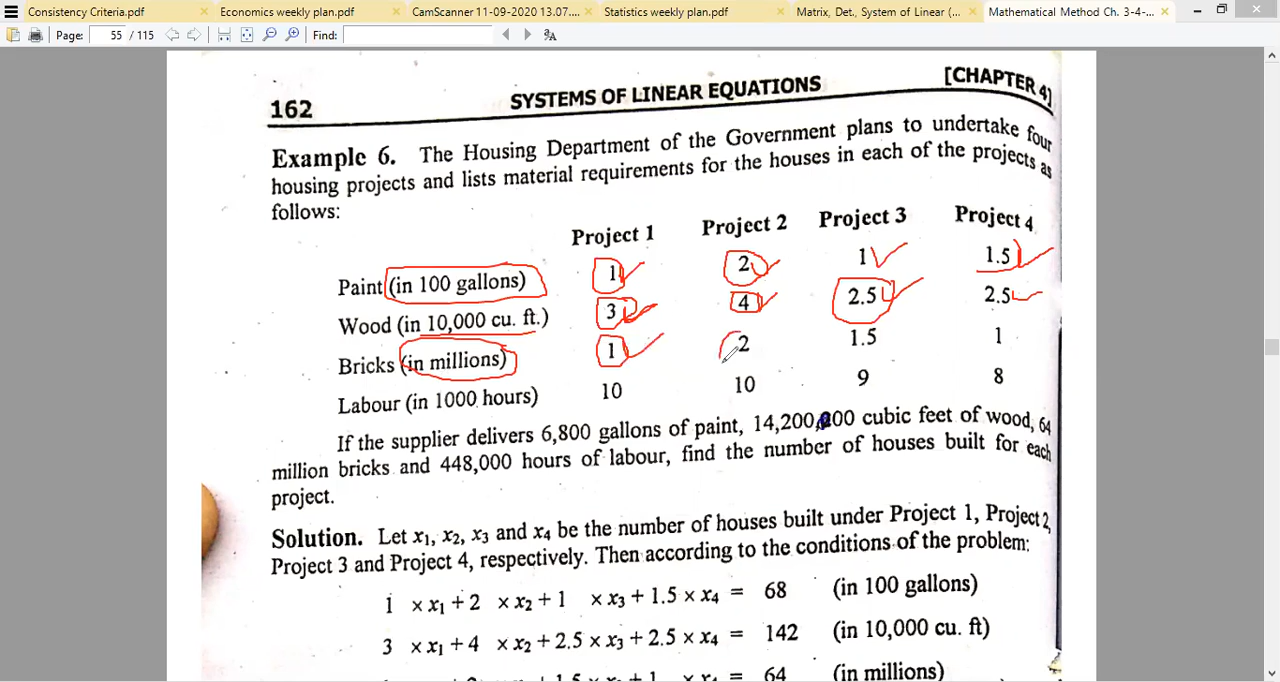 Consistency Criteria.pdf × Economics weekly plan.pdf × CamScanner 11-09-2020 13.07.... × Statistics weekly plan.pdf × Matrix, Det., System of Linear (... × Mathematical Method Ch. 3-4-... ×
Page: 55 / 115 Find:
162 SYSTEMS OF LINEAR EQUATIONS [CHAPTER 4]
Example 6. The Housing Department of the Government plans to undertake four
housing projects and lists material requirements for the houses in each of the projects as
follows:
Project 1 Project 2 Project 3 Project 4
Paint (in 100 gallons) 1 2 1 1.5
Wood (in 10,000 cu. ft.) 3 4 2.5 2.5
Bricks (in millions) 1 2 1.5 1
Labour (in 1000 hours) 10 10 9 8
If the supplier delivers 6,800 gallons of paint, 14,200,000 cubic feet of wood, 64
million bricks and 448,000 hours of labour, find the number of houses built for each
project.
Solution. Let x₁, x₂, x₃ and x₄ be the number of houses built under Project 1, Project 2,
Project 3 and Project 4, respectively. Then according to the conditions of the problem:
1 × x₁ + 2 × x₂ + 1 × x₃ + 1.5 × x₄ = 68 (in 100 gallons)
3 × x₁ + 4 × x₂ + 2.5 × x₃ + 2.5 × x₄ = 142 (in 10,000 cu. ft)
= 64 (in millions)